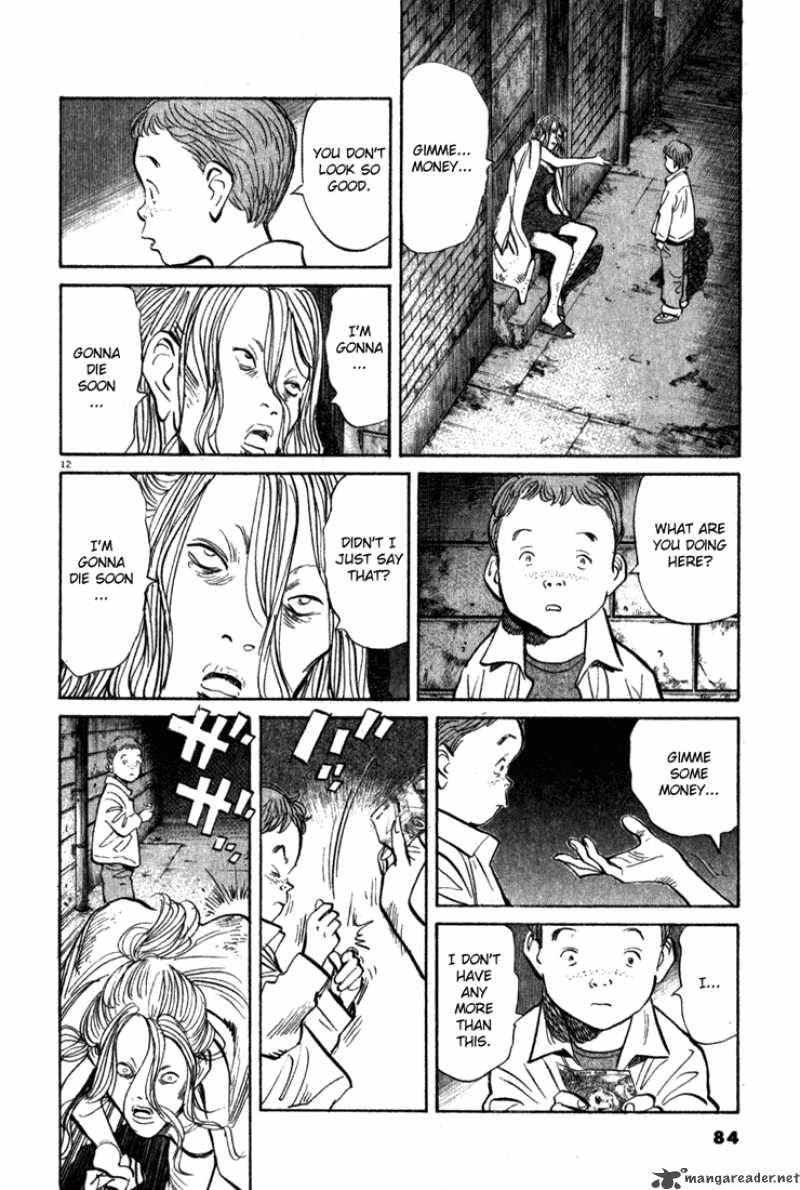 GIMME...
MONEY...
YOU DON'T
LOOK SO
GOOD.
I'M
GONNA
...
GONNA
DIE
SOON
...
12
WHAT ARE
YOU DOING
HERE?
DIDN'T I
JUST SAY
THAT?
I'M
GONNA
DIE SOON
...
GIMME
SOME
MONEY...
I...
I DON'T
HAVE
ANY
MORE
THAN
THIS.
84
mangareader.net